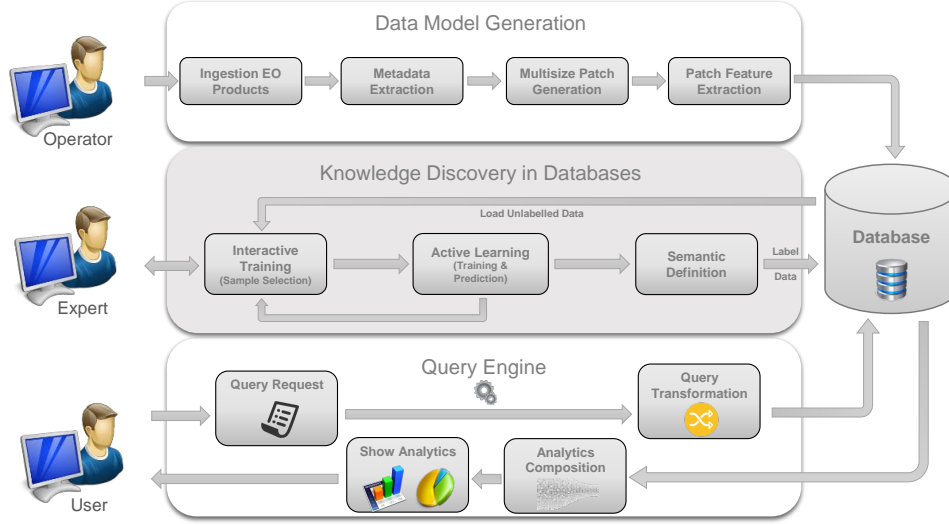 Data Model Generation
Ingestion EO
Products
Metadata
Extraction
Multisize Patch
Generation
Patch Feature
Extraction
Operator
Knowledge Discovery in Databases
Load Unlabelled Data
Interactive
Training
(Sample Selection)
Active Learning
(Training &
Prediction)
Semantic
Definition
Label
Data
Database
Expert
Query Engine
Query Request
Query
Transformation
Show Analytics
Analytics
Composition
User